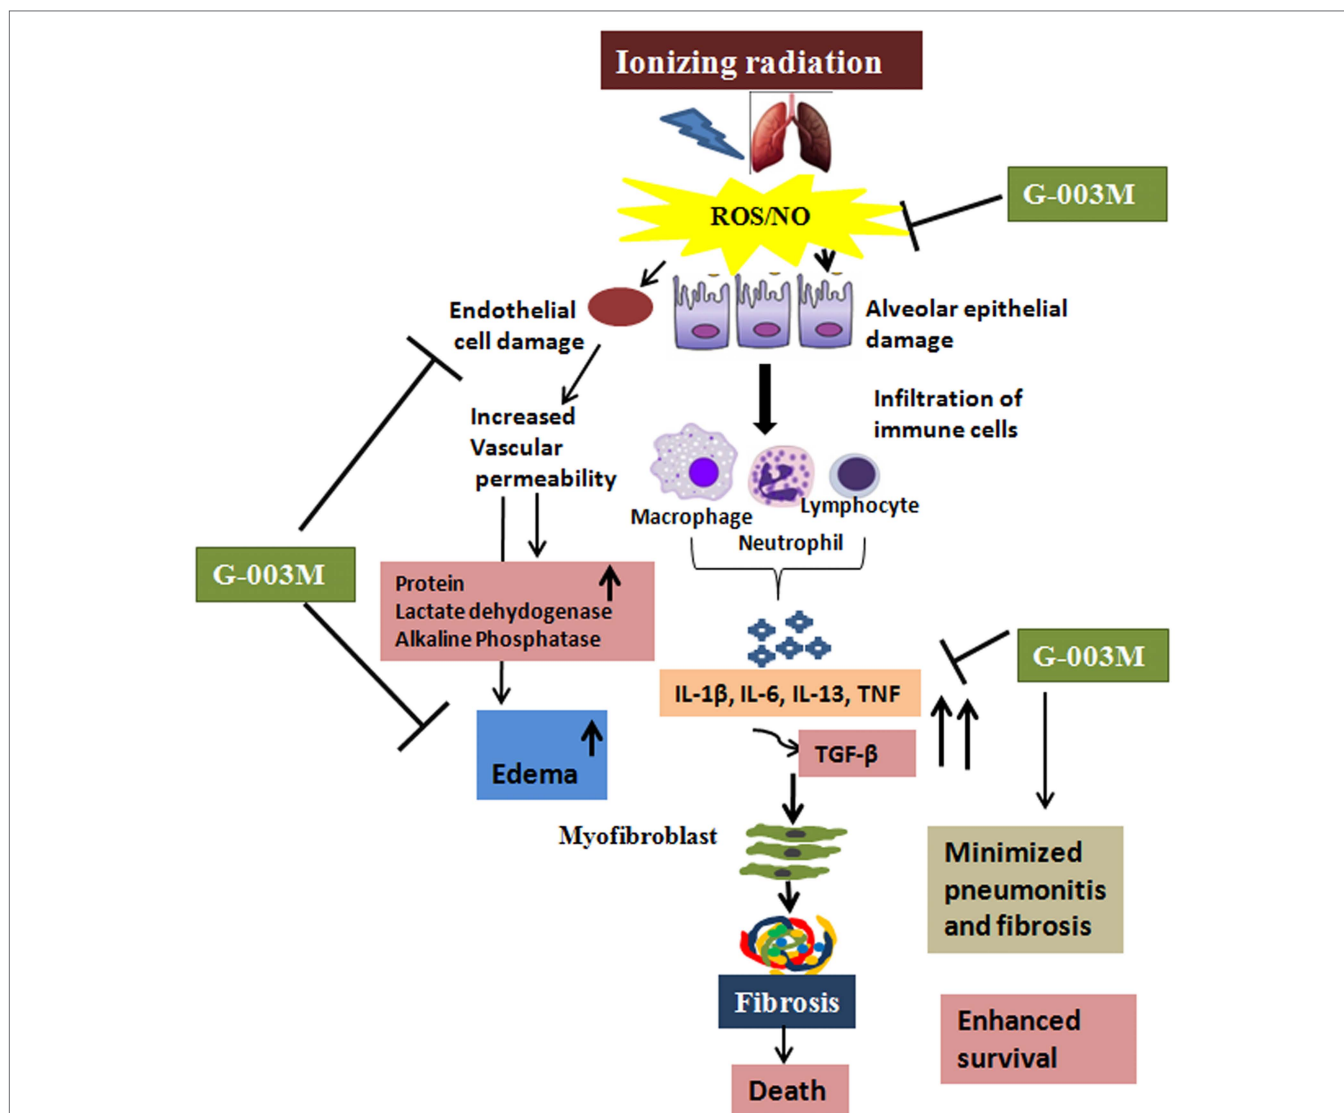 Ionizing radiation
G-003M
ROS/NO
Endothelial
cell damage
Alveolar epithelial
damage
Increased
Vascular
permeability
Infiltration of
immune cells
Macrophage
Lymphocyte
Neutrophil
G-003M
Protein
Lactate dehydogenase
Alkaline Phosphatase
G-003M
IL-1β, IL-6, IL-13, TNF
TGF-β
Edema
Myofibroblast
Minimized
pneumonitis
and fibrosis
Fibrosis
Enhanced
survival
Death